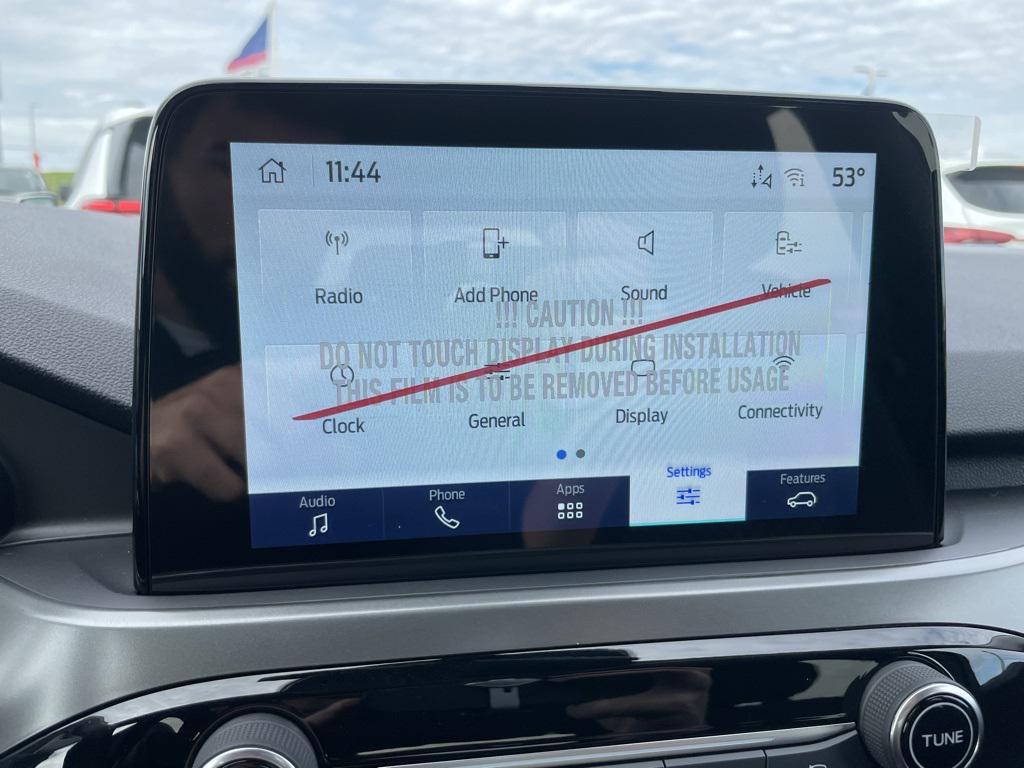 11:44
53°
Radio
Add Phone
Sound
Vehicle
!!! CAUTION !!!
DO NOT TOUCH DISPLAY DURING INSTALLATION
THIS FILM IS TO BE REMOVED BEFORE USAGE
Clock
General
Display
Connectivity
Audio
Phone
Apps
Settings
Features
TUNE